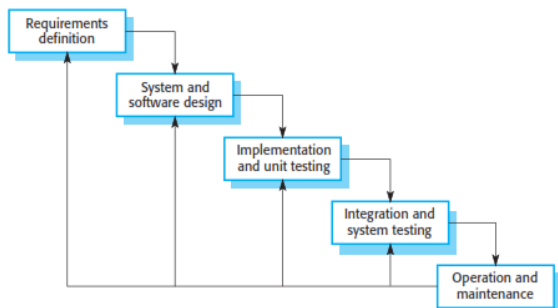 Requirements
definition
System and
software design
Implementation
and unit testing
Integration and
system testing
Operation and
maintenance